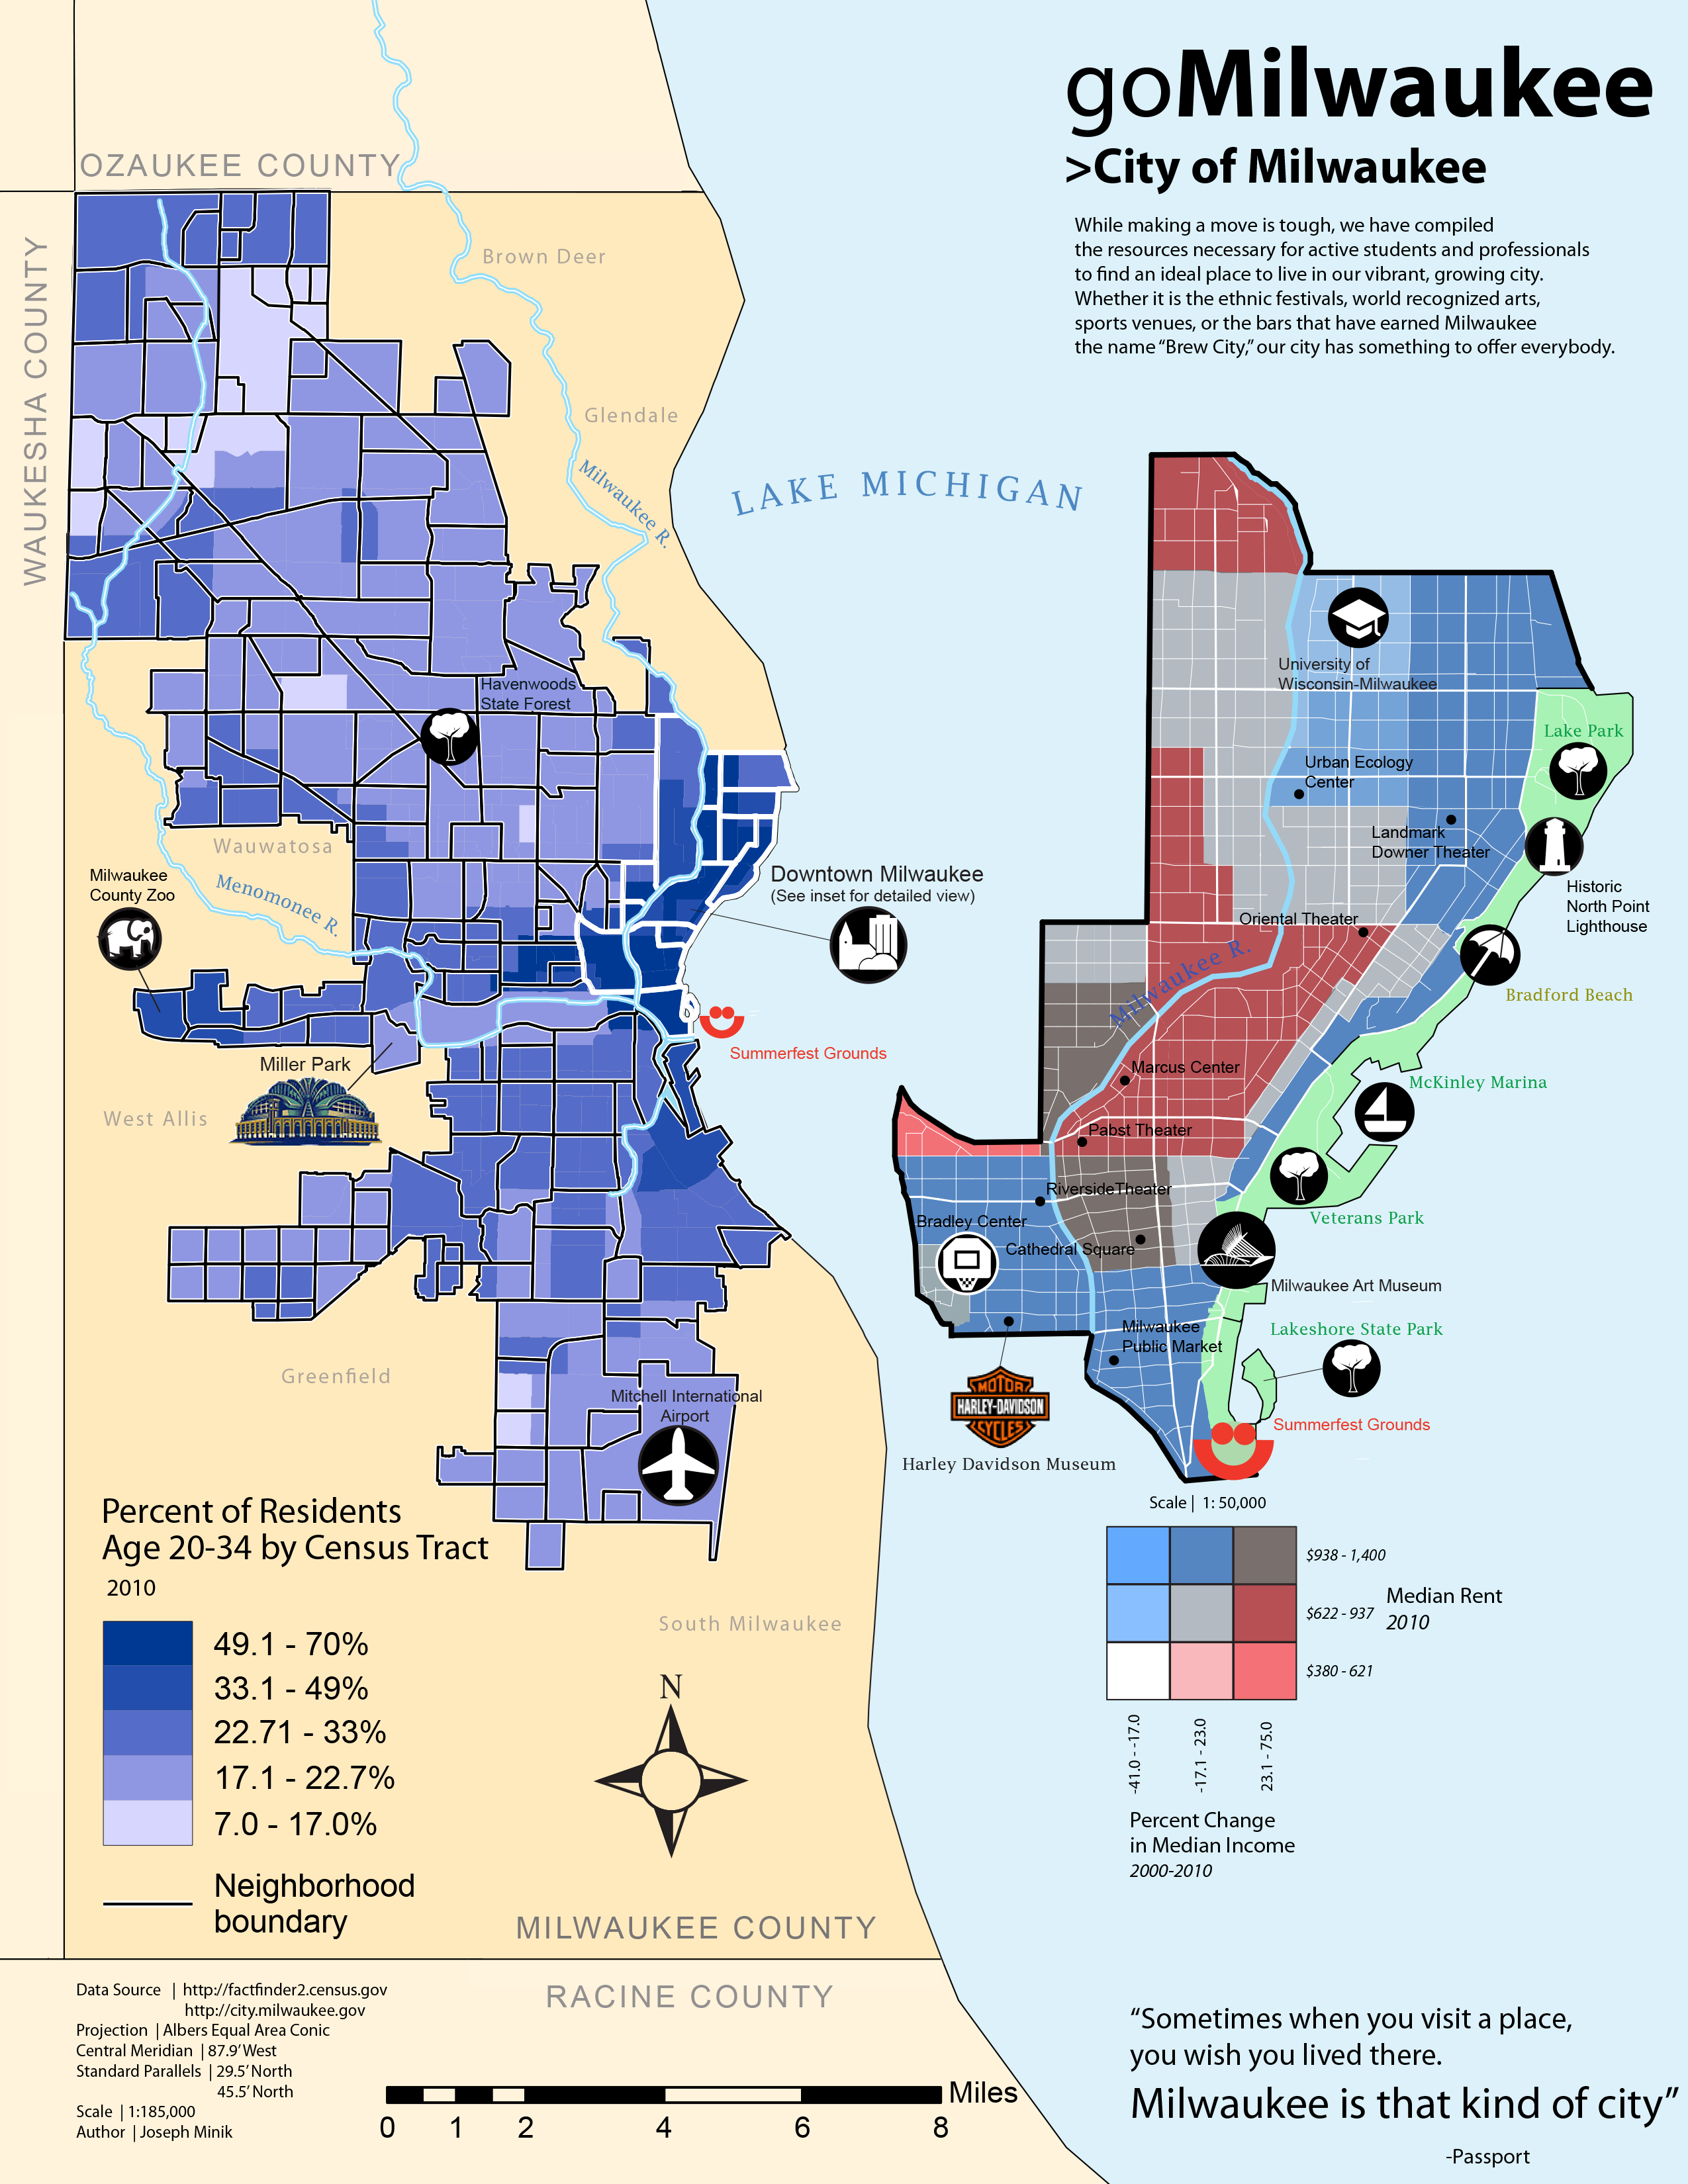 goMilwaukee
>City of Milwaukee
While making a move is tough, we have compiled
the resources necessary for active students and professionals
to find an ideal place to live in our vibrant, growing city.
Whether it is the ethnic festivals, world recognized arts,
sports venues, or the bars that have earned Milwaukee
the name “Brew City,” our city has something to offer everybody.
OZAUKEE COUNTY
WAUKESHA COUNTY
Brown Deer
Glendale
Milwaukee R.
LAKE MICHIGAN
Havenwoods
State Forest
Wauwatosa
Menomonee R.
Milwaukee
County Zoo
Downtown Milwaukee
(See inset for detailed view)
Summerfest Grounds
Miller Park
West Allis
Greenfield
Mitchell International
Airport
South Milwaukee
University of
Wisconsin-Milwaukee
Lake Park
Urban Ecology
Center
Landmark
Downer Theater
Historic
North Point
Lighthouse
Oriental Theater
Milwaukee R.
Bradford Beach
Marcus Center
McKinley Marina
Pabst Theater
RiversideTheater
Veterans Park
Bradley Center
Cathedral Square
Milwaukee Art Museum
Milwaukee
Public Market
Lakeshore State Park
MOTOR
HARLEY-DAVIDSON
CYCLES
Harley Davidson Museum
Summerfest Grounds
Scale | 1: 50,000
$938 - 1,400
$622 - 937
$380 - 621
Median Rent
2010
-41.0 - -17.0
-17.1 - 23.0
23.1 - 75.0
Percent Change
in Median Income
2000-2010
Percent of Residents
Age 20-34 by Census Tract
2010
49.1 - 70%
33.1 - 49%
22.71 - 33%
17.1 - 22.7%
7.0 - 17.0%
Neighborhood
boundary
N
MILWAUKEE COUNTY
RACINE COUNTY
Data Source | http://factfinder2.census.gov
http://city.milwaukee.gov
Projection | Albers Equal Area Conic
Central Meridian | 87.9’ West
Standard Parallels | 29.5’ North
45.5’ North
Scale | 1:185,000
Author | Joseph Minik
Miles
0 1 2 4 6 8
“Sometimes when you visit a place,
you wish you lived there.
Milwaukee is that kind of city”
-Passport